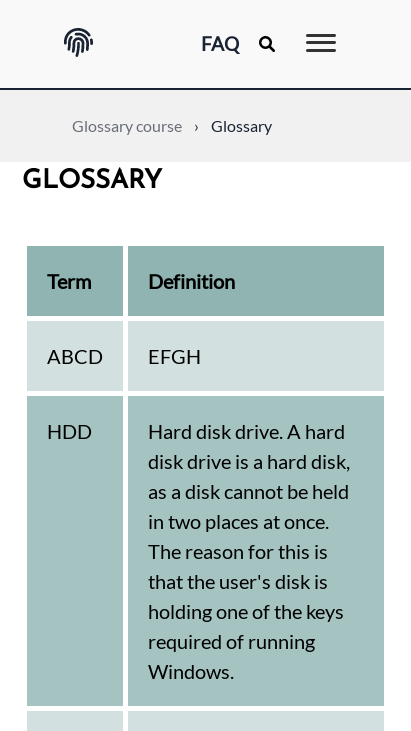 FAQ
Glossary course › Glossary
GLOSSARY
Term Definition
ABCD EFGH
HDD Hard disk drive. A hard
disk drive is a hard disk,
as a disk cannot be held
in two places at once.
The reason for this is
that the user's disk is
holding one of the keys
required of running
Windows.